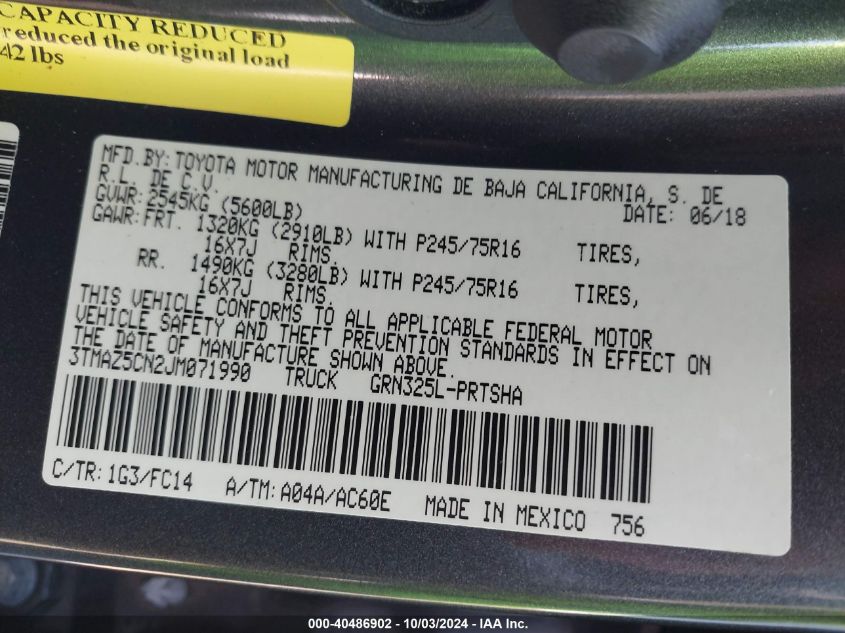 CAPACITY REDUCED
reduced the original load
42 lbs
MFD.BY: TOYOTA MOTOR MANUFACTURING DE BAJA CALIFORNIA, S. DE
R.L. DE C.V.
DATE: 06/18
GVWR: 2545KG (5600LB)
GAWR: FRT. 1320KG (2910LB) WITH P245/75R16 TIRES,
16X7J RIMS.
RR. 1490KG (3280LB) WITH P245/75R16 TIRES,
16X7J RIMS.
THIS VEHICLE CONFORMS TO ALL APPLICABLE FEDERAL MOTOR
VEHICLE SAFETY AND THEFT PREVENTION STANDARDS IN EFFECT ON
THE DATE OF MANUFACTURE SHOWN ABOVE.
3TMAZ5CN2JM071990 TRUCK GRN325L-PRTSHA
C/TR: 1G3/FC14 A/TM: A04A/AC60E MADE IN MEXICO 756
000-40486902 - 10/03/2024 - IAA Inc.